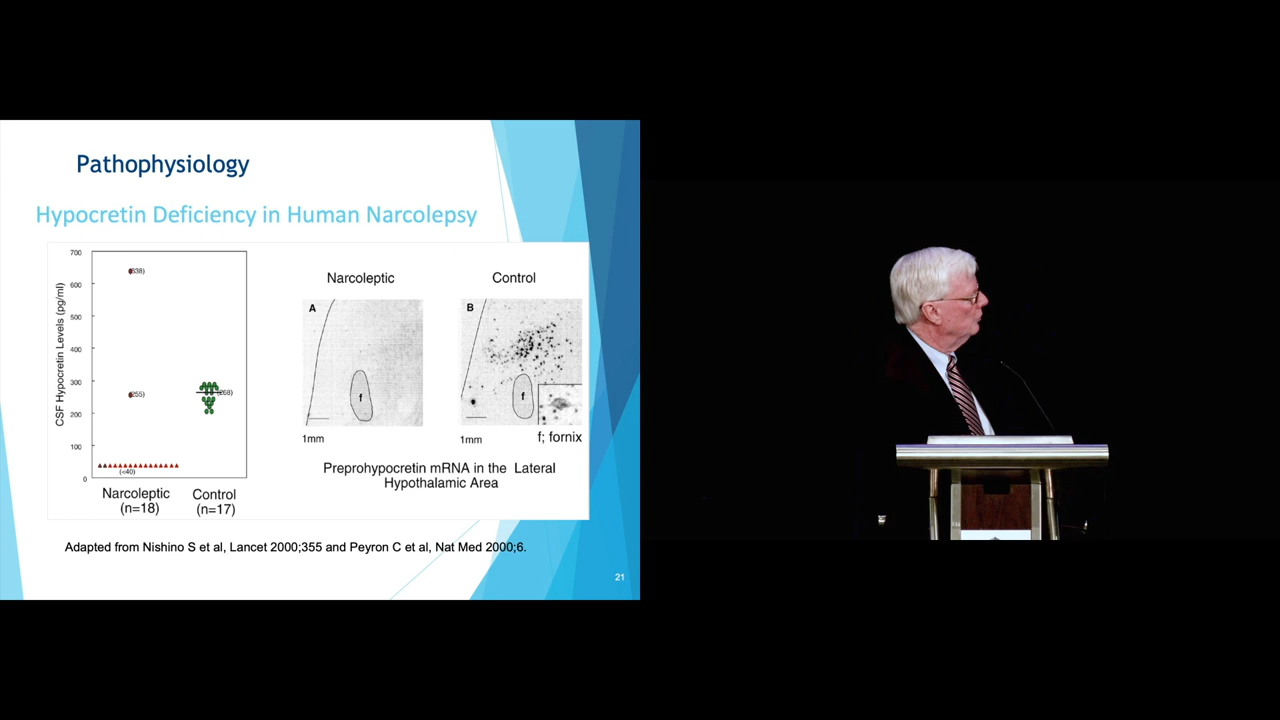 Pathophysiology
Hypocretin Deficiency in Human Narcolepsy
CSF Hypocretin Levels (pg/ml)
700
600
500
400
300
200
100
0
(638)
(255)
(268)
(<40)
Narcoleptic
(n=18)
Control
(n=17)
Narcoleptic
Control
A
B
f
f
1mm
1mm
f; fornix
Preprohypocretin mRNA in the Lateral
Hypothalamic Area
Adapted from Nishino S et al, Lancet 2000;355 and Peyron C et al, Nat Med 2000;6.
21